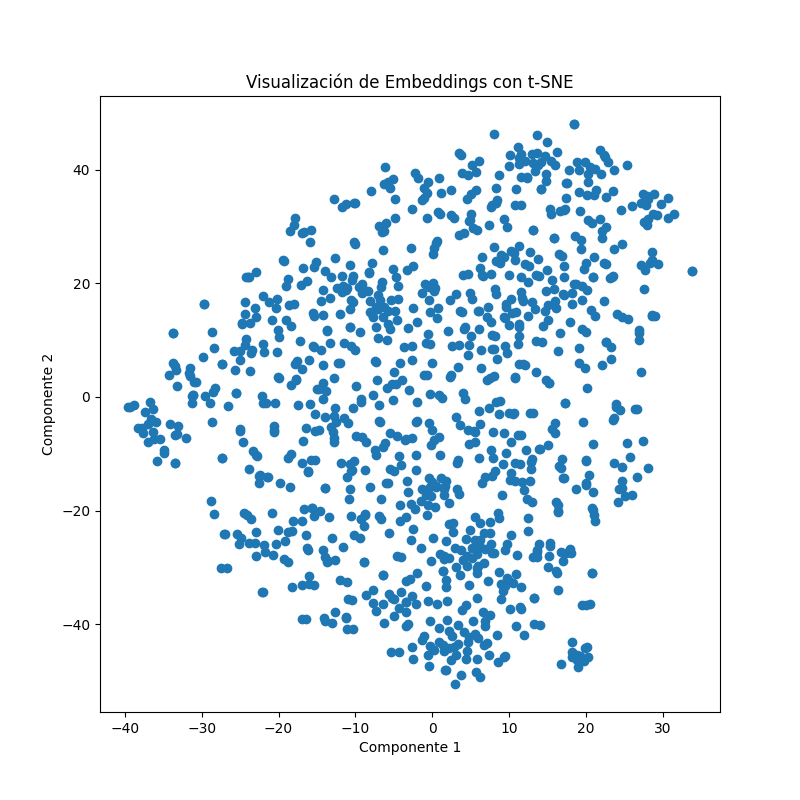 Visualización de Embeddings con t-SNE
Componente 2
40
20
0
−20
−40
−40 −30 −20 −10 0 10 20 30
Componente 1